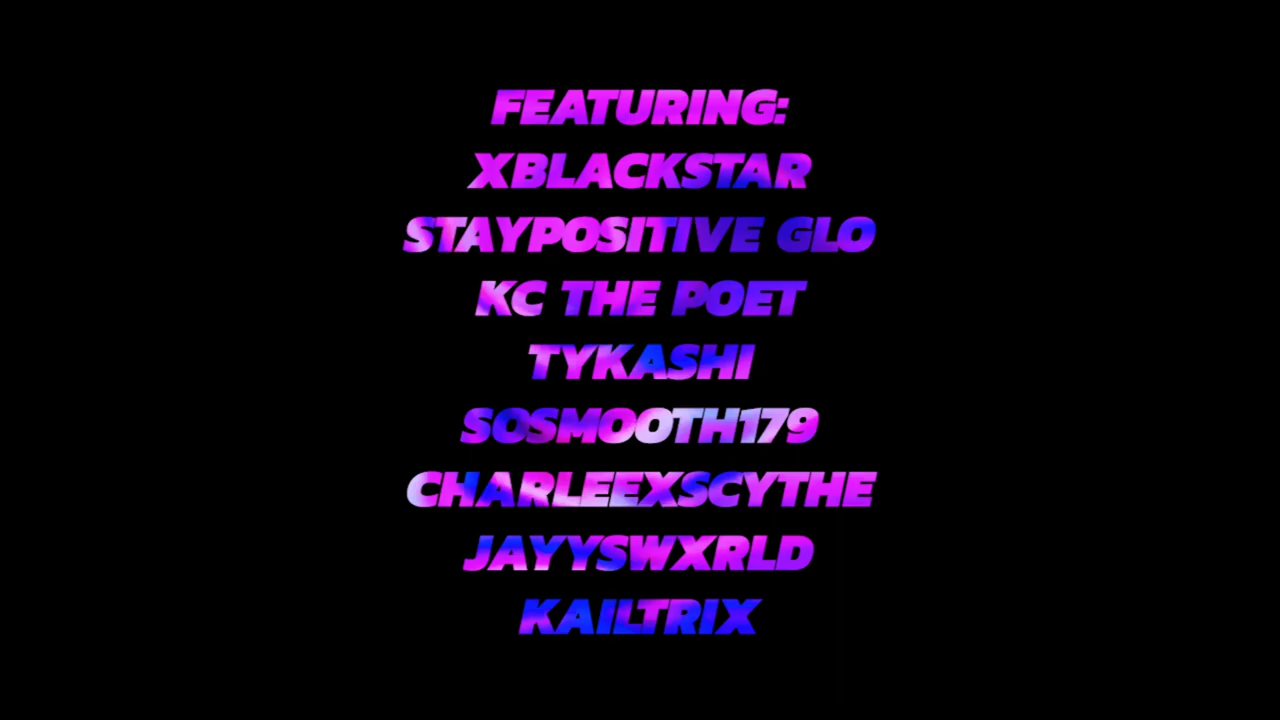 FEATURING:
XBLACKSTAR
STAYPOSITIVE GLO
KC THE POET
TYKASHI
SOSMOOTH179
CHARLEEXSCYTHE
JAYYSWXRLD
KAILTRIX